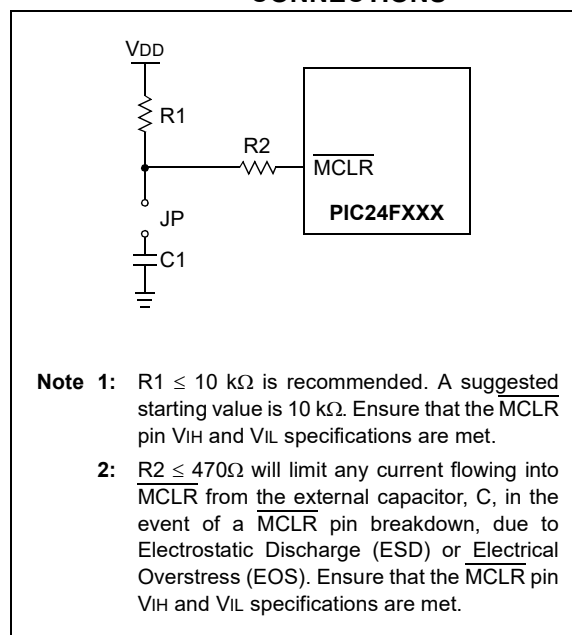 CONNECTIONS
VDD
R1
R2
MCLR
JP
PIC24FXXX
C1
Note 1: R1 ≤ 10 kΩ is recommended. A suggested
starting value is 10 kΩ. Ensure that the MCLR
pin VIH and VIL specifications are met.
2: R2 ≤ 470Ω will limit any current flowing into
MCLR from the external capacitor, C, in the
event of a MCLR pin breakdown, due to
Electrostatic Discharge (ESD) or Electrical
Overstress (EOS). Ensure that the MCLR pin
VIH and VIL specifications are met.